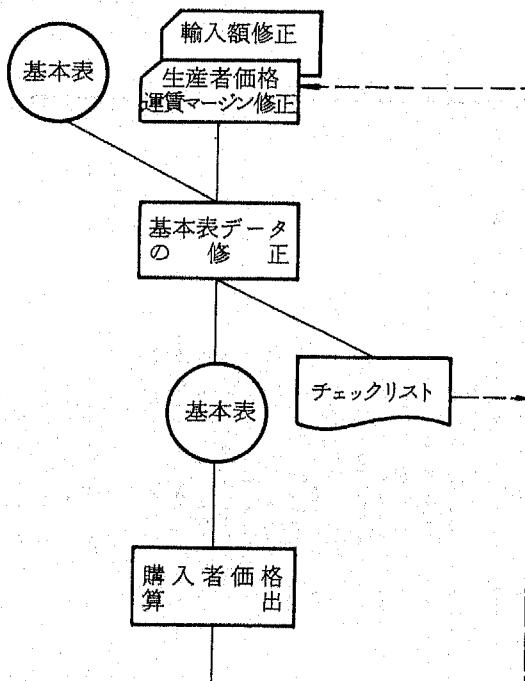 輸入額修正
基本表
生産者価格
運賃マージン修正
基本表データ
の修正
チェックリスト
基本表
購入者価格
算出